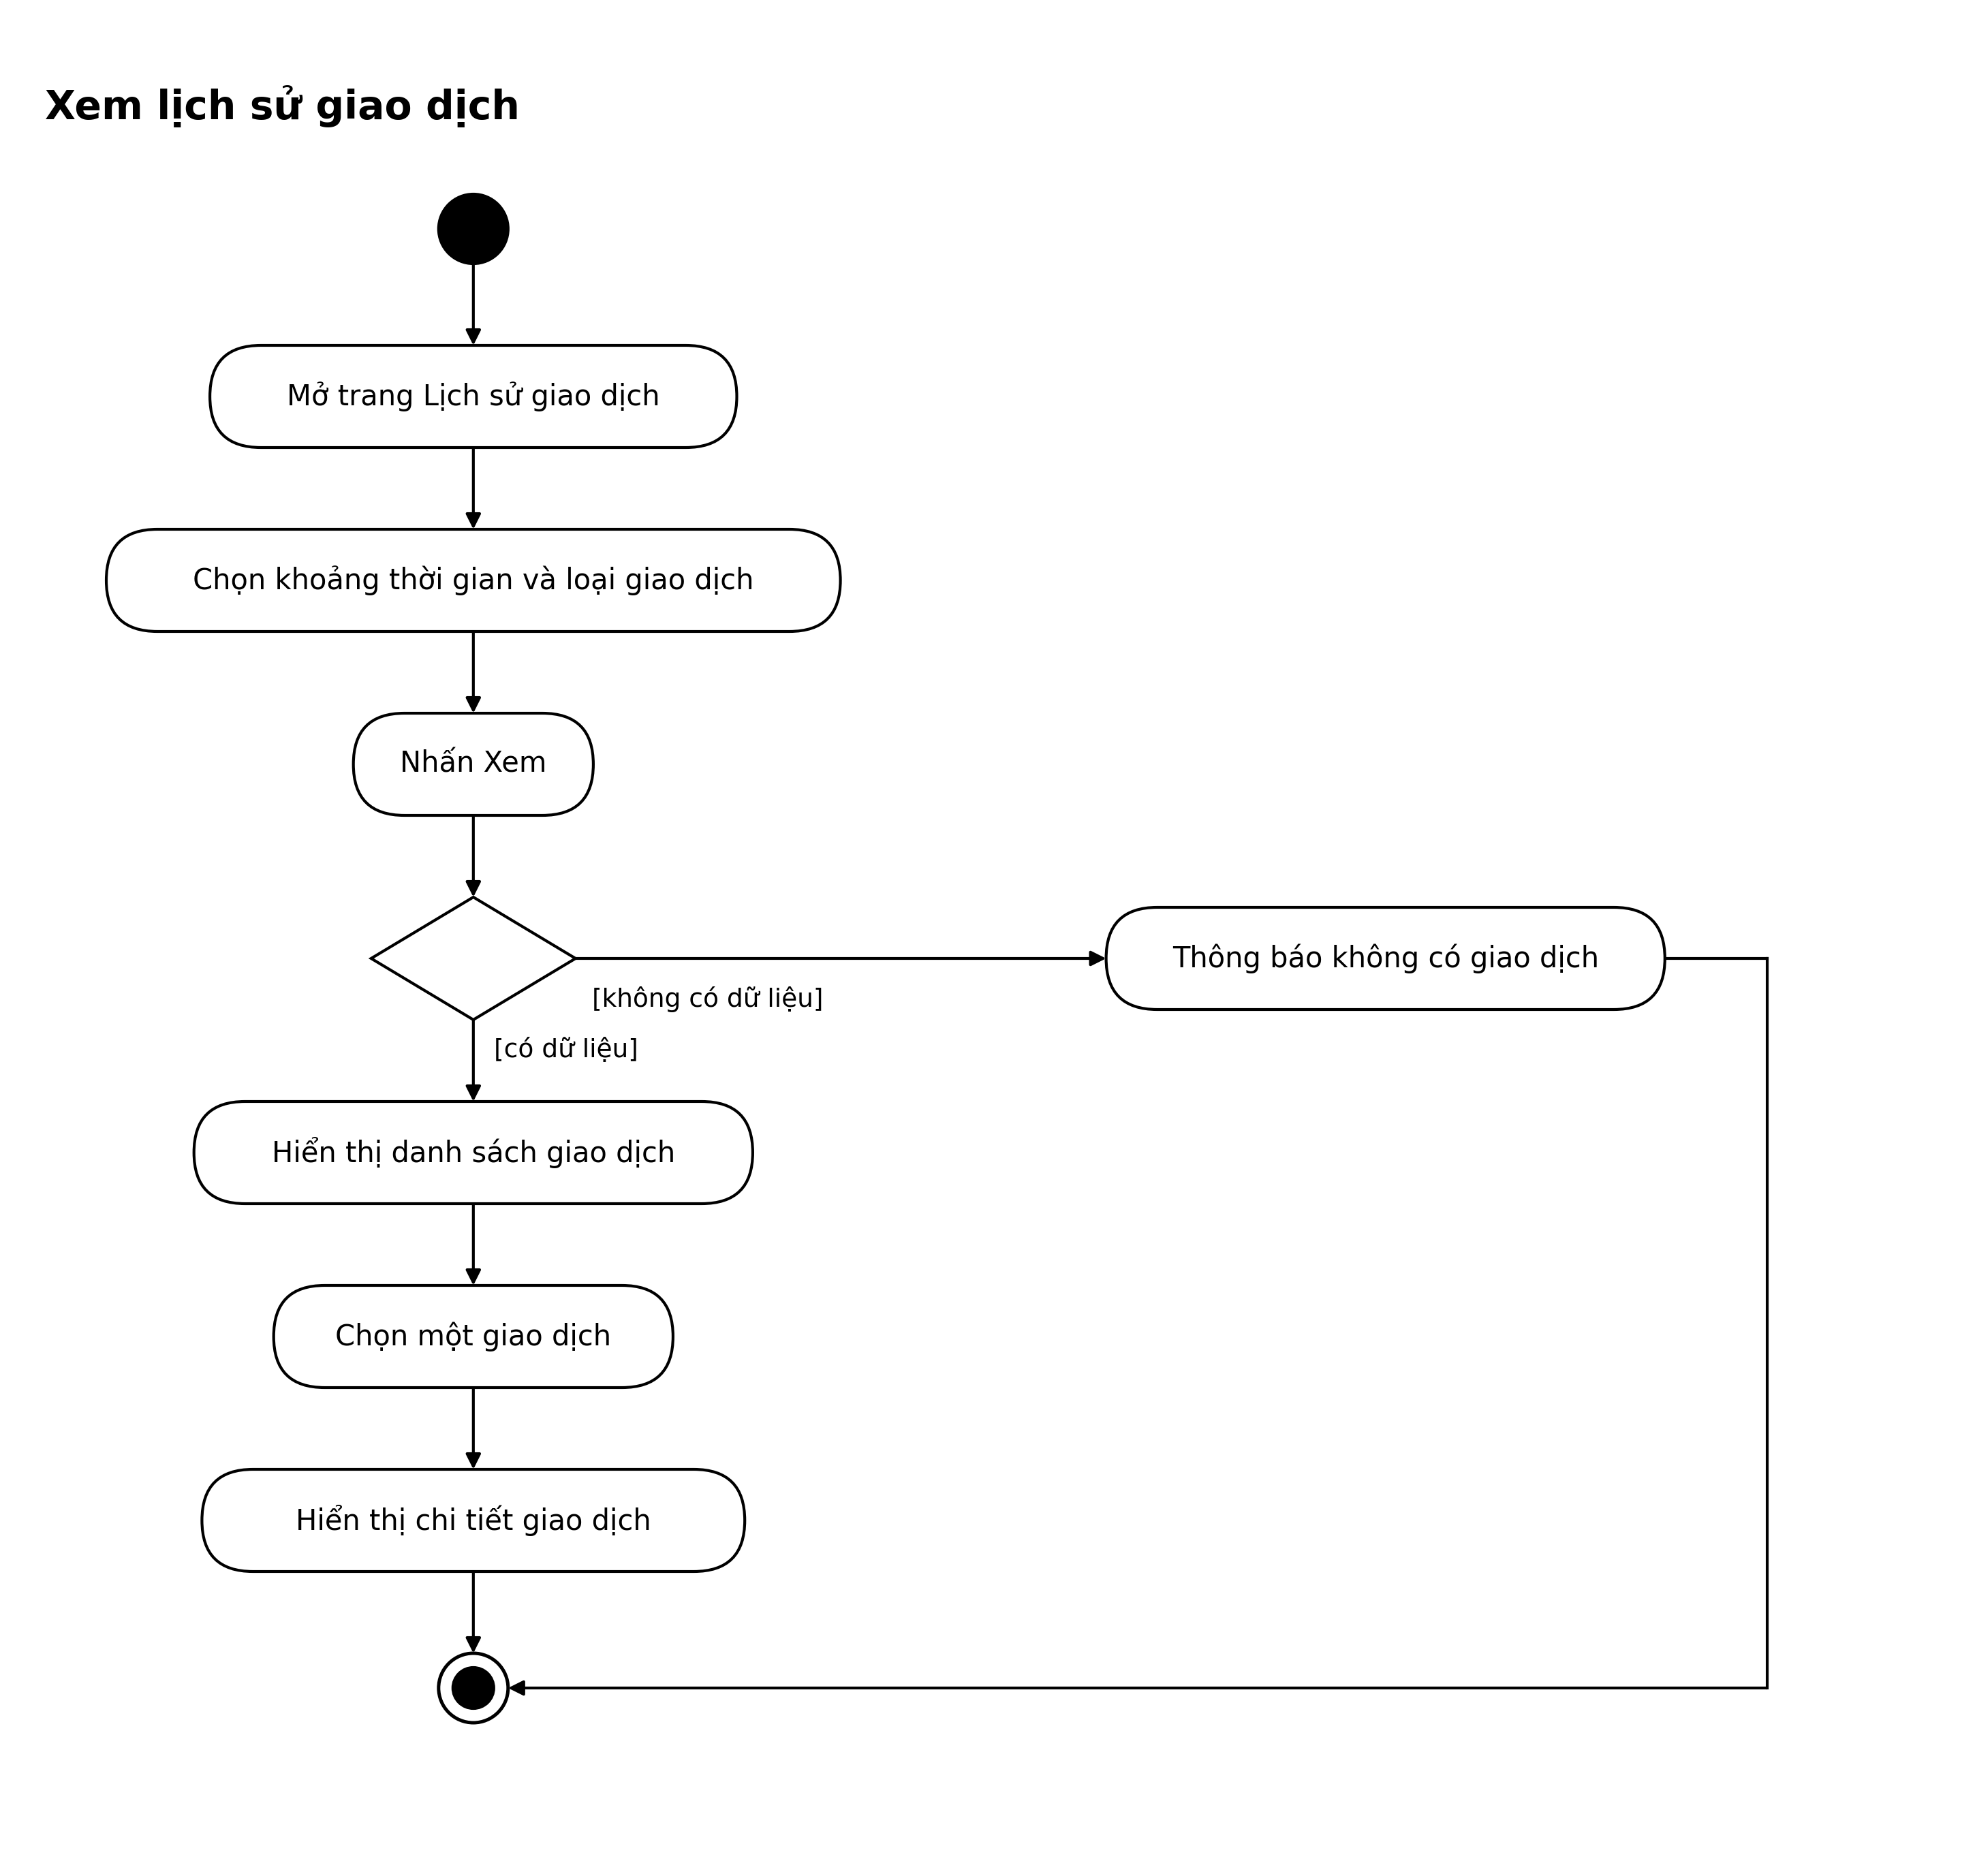 Xem lịch sử giao dịch
Mở trang Lịch sử giao dịch
Chọn khoảng thời gian và loại giao dịch
Nhấn Xem
Thông báo không có giao dịch
[không có dữ liệu]
[có dữ liệu]
Hiển thị danh sách giao dịch
Chọn một giao dịch
Hiển thị chi tiết giao dịch